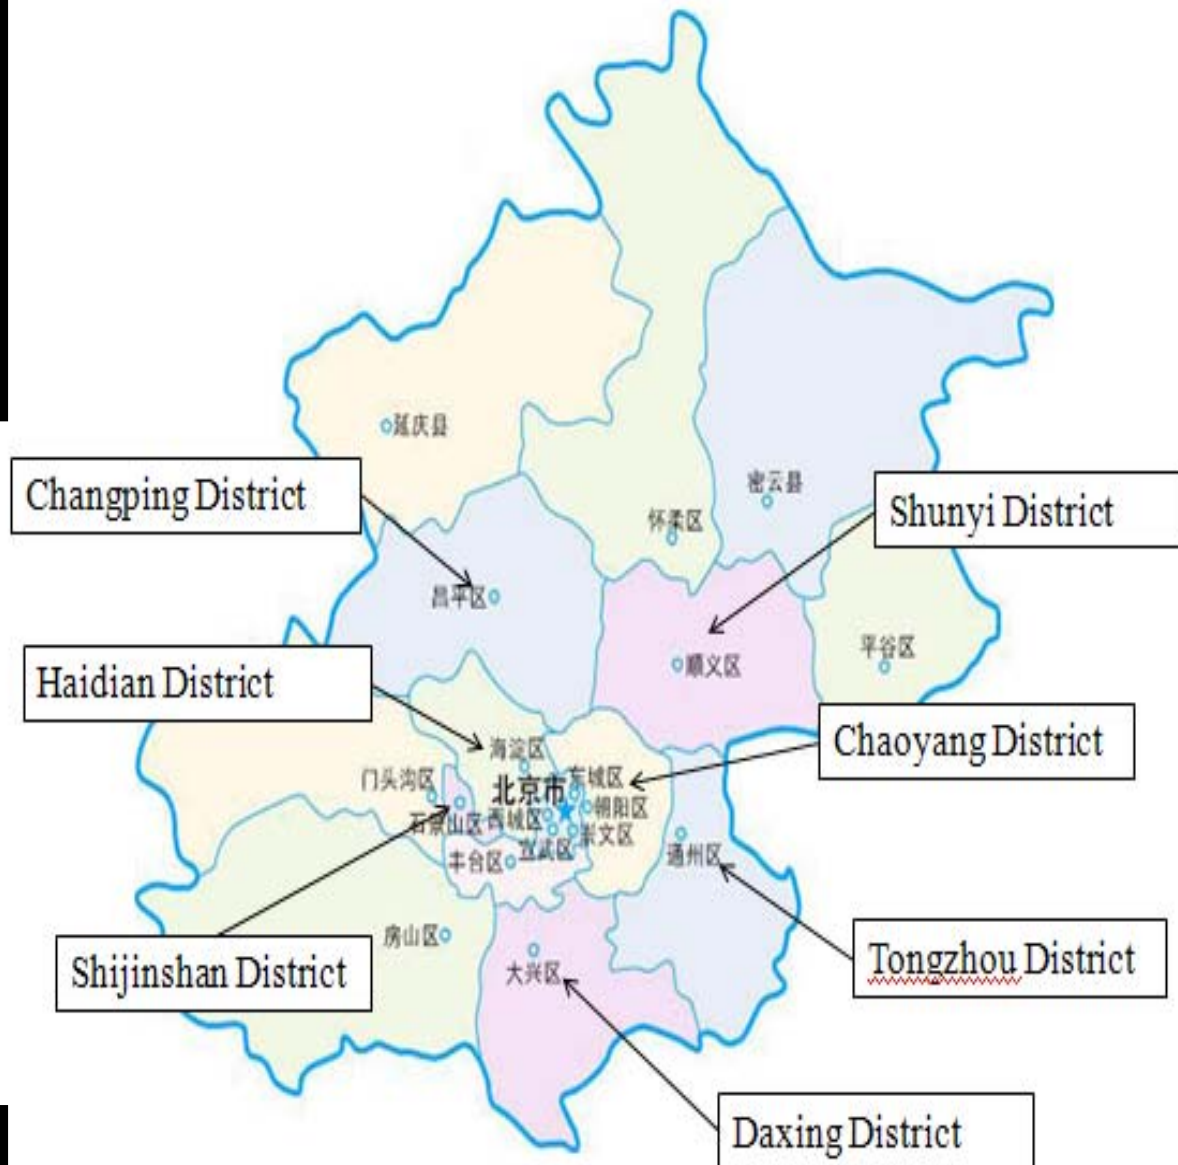 延庆县
Changping District
密云县
Shunyi District
怀柔区
昌平区
平谷区
顺义区
Haidian District
Chaoyang District
海淀区
门头沟区
北京市
东城区
朝阳区
石景山区
西城区
崇文区
宣武区
丰台区
通州区
房山区
Shijinshan District
大兴区
Tongzhou District
Daxing District